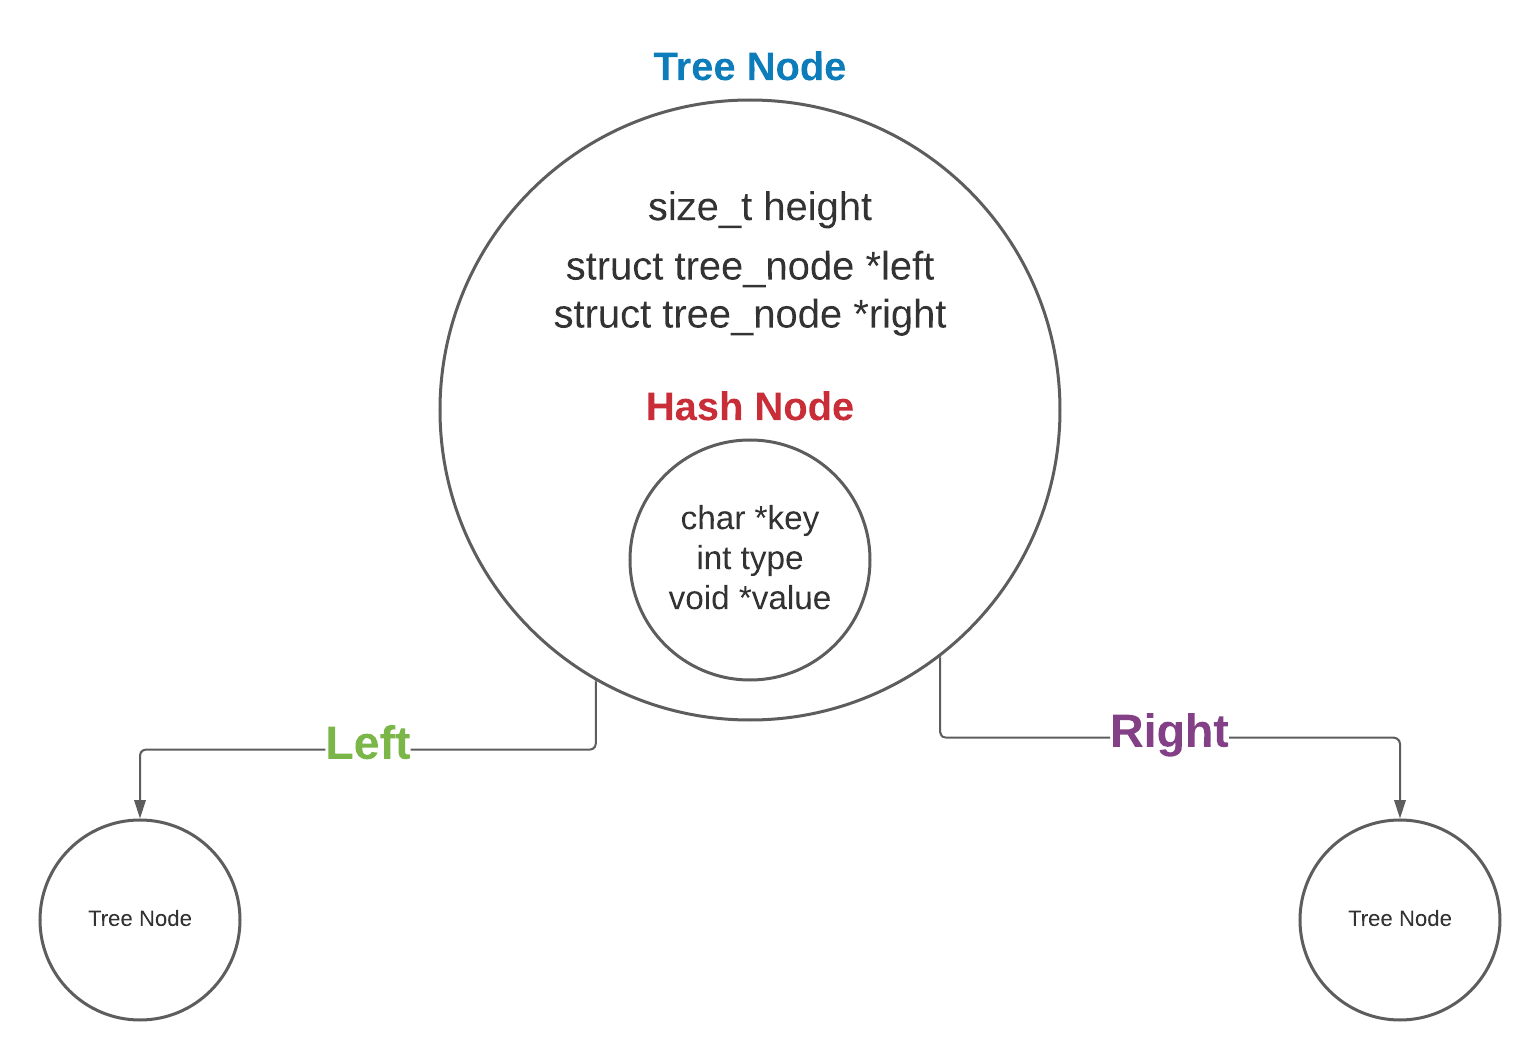 Tree Node
size_t height
struct tree_node *left
struct tree_node *right
Hash Node
char *key
int type
void *value
Left
Right
Tree Node
Tree Node